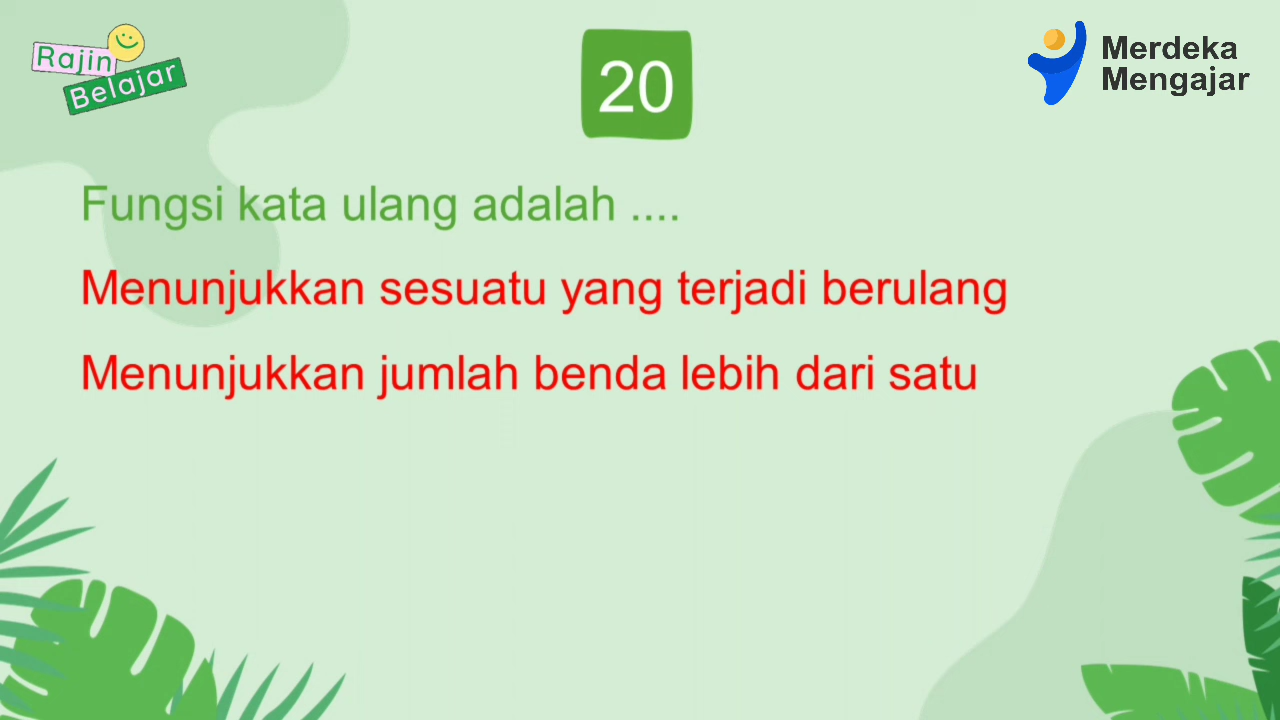 Rajin
Belajar
20
Merdeka
Mengajar
Fungsi kata ulang adalah ....
Menunjukkan sesuatu yang terjadi berulang
Menunjukkan jumlah benda lebih dari satu